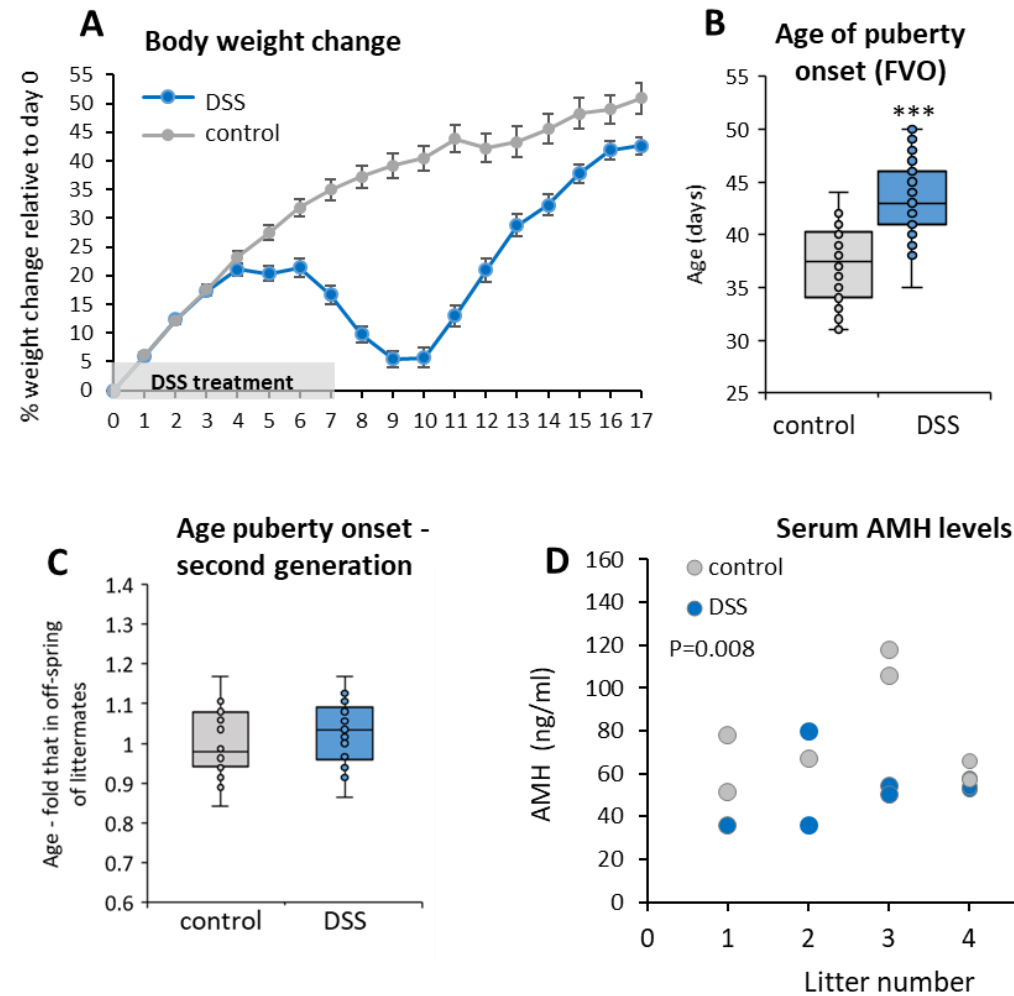 A
Body weight change
% weight change relative to day 0
55
50
45
40
35
30
25
20
15
10
5
0
DSS
control
DSS treatment
0 1 2 3 4 5 6 7 8 9 10 11 12 13 14 15 16 17
B
Age of puberty
onset (FVO)
Age (days)
55
50
45
40
35
30
25
***
control DSS
C
Age puberty onset -
second generation
Age - fold that in off-spring
of littermates
1.4
1.3
1.2
1.1
1
0.9
0.8
0.7
0.6
control DSS
D
Serum AMH levels
AMH (ng/ml)
160
140
120
100
80
60
40
20
0
control
DSS
P=0.008
0 1 2 3 4
Litter number